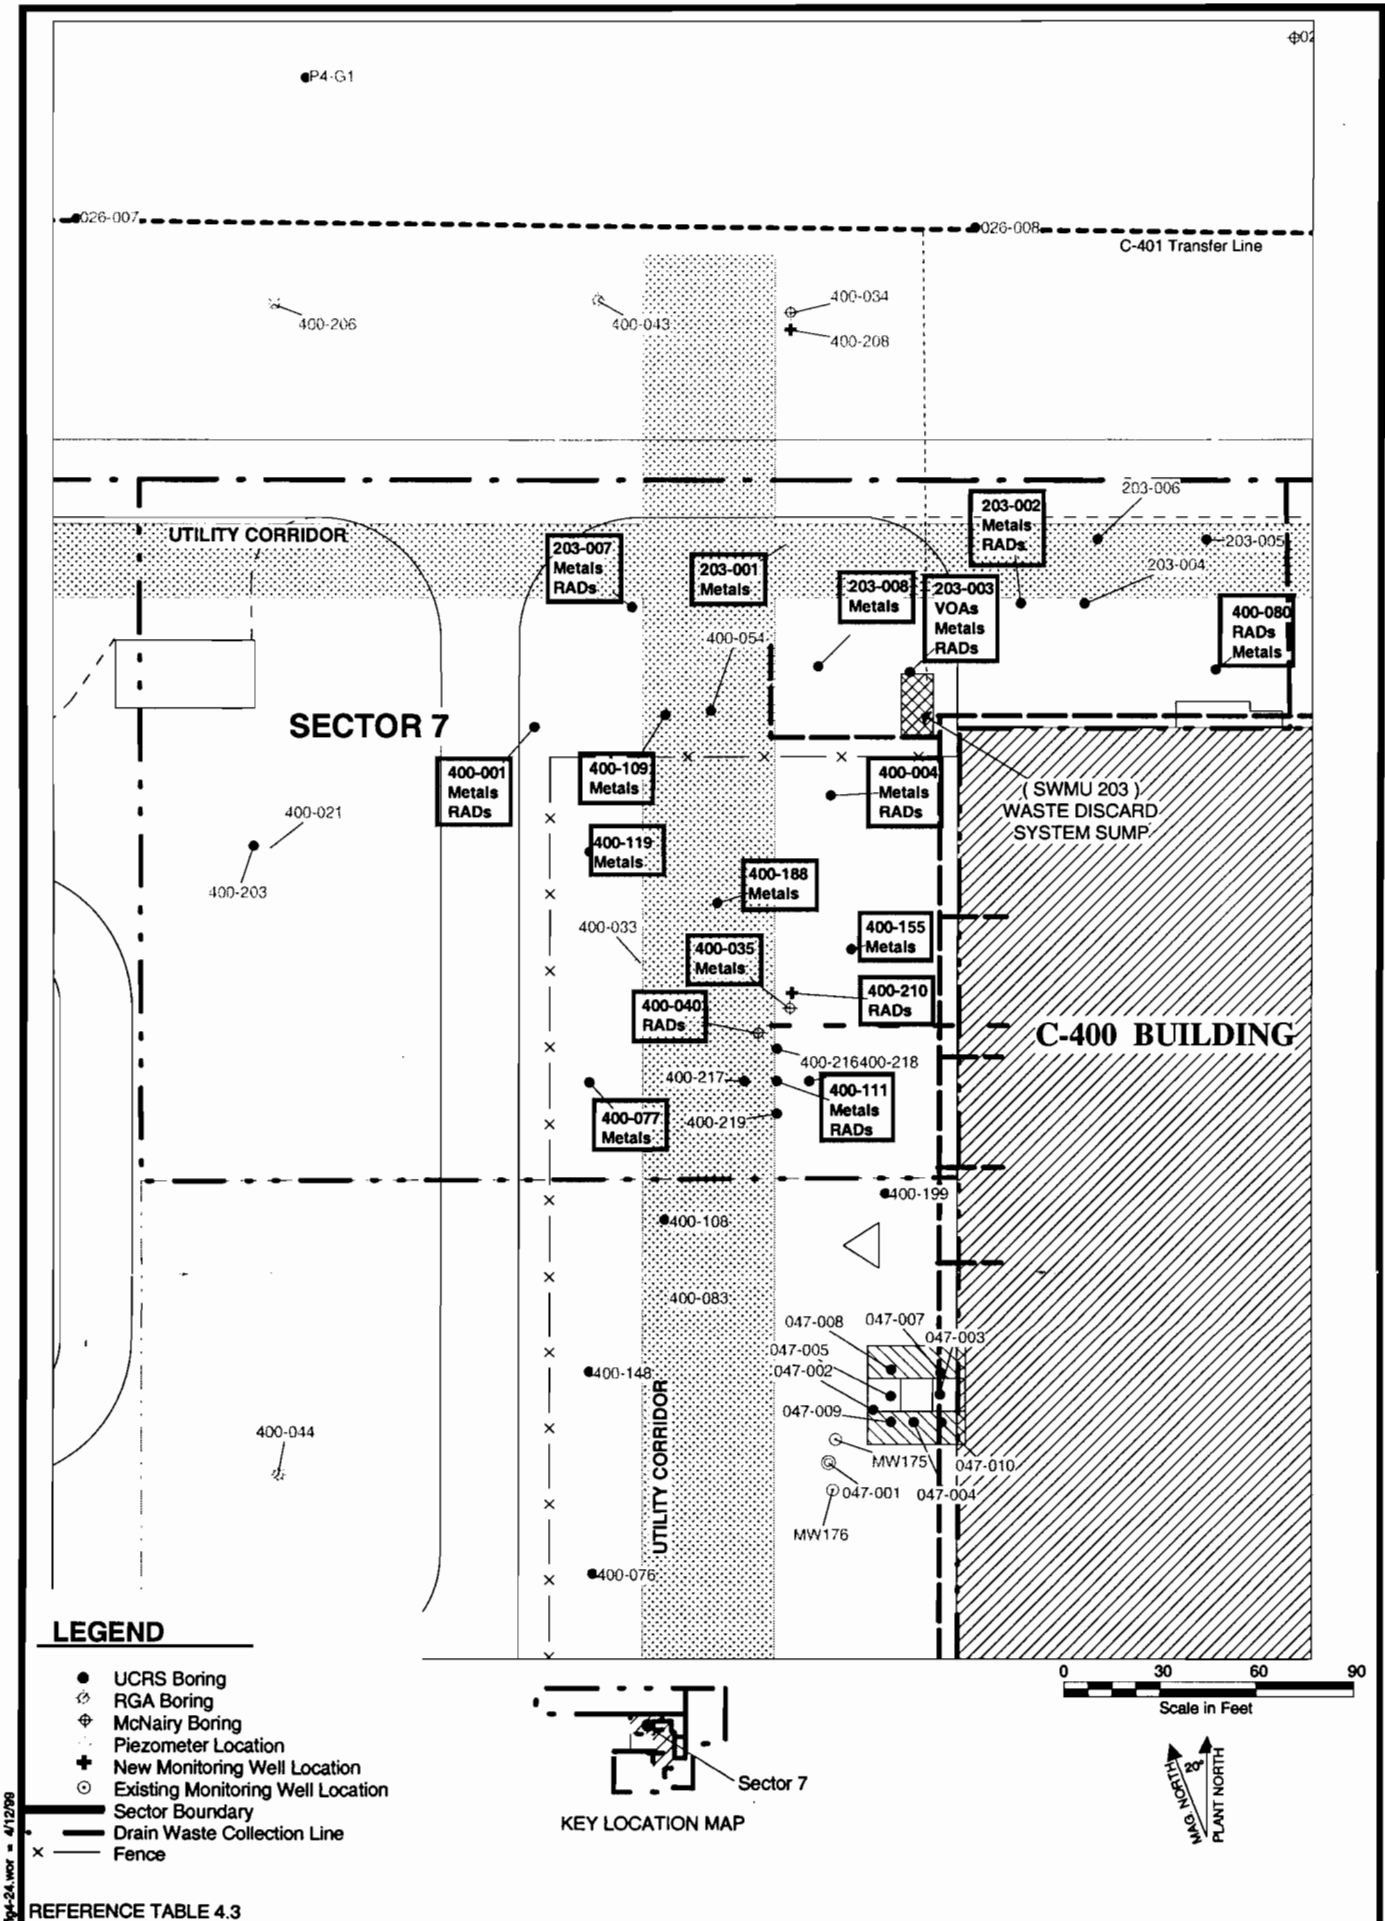 02
P4-G1
026-007
026-008
C-401 Transfer Line
400-206
400-043
400-034
400-208
UTILITY CORRIDOR
203-007
Metals
RADs
203-001
Metals
203-008
Metals
203-003
VOAs
Metals
RADs
203-002
Metals
RADs
203-006
203-005
203-004
400-080
RADs
Metals
400-054
SECTOR 7
400-001
Metals
RADs
400-109
Metals
400-004
Metals
RADs
( SWMU 203 )
WASTE DISCARD
SYSTEM SUMP
400-021
400-203
400-119
Metals
400-188
Metals
400-033
400-035
Metals
400-155
Metals
400-040
RADs
400-210
RADs
C-400 BUILDING
400-216
400-218
400-217
400-219
400-111
Metals
RADs
400-077
Metals
400-199
400-108
400-083
047-008
047-007
047-003
047-005
047-002
047-009
400-148
UTILITY CORRIDOR
400-044
MW175
047-010
047-001
047-004
MW176
400-076
LEGEND
UCRS Boring
RGA Boring
McNairy Boring
Piezometer Location
New Monitoring Well Location
Existing Monitoring Well Location
Sector Boundary
Drain Waste Collection Line
Fence
Sector 7
KEY LOCATION MAP
0 30 60 90
Scale in Feet
MAG. NORTH
20°
PLANT NORTH
REFERENCE TABLE 4.3